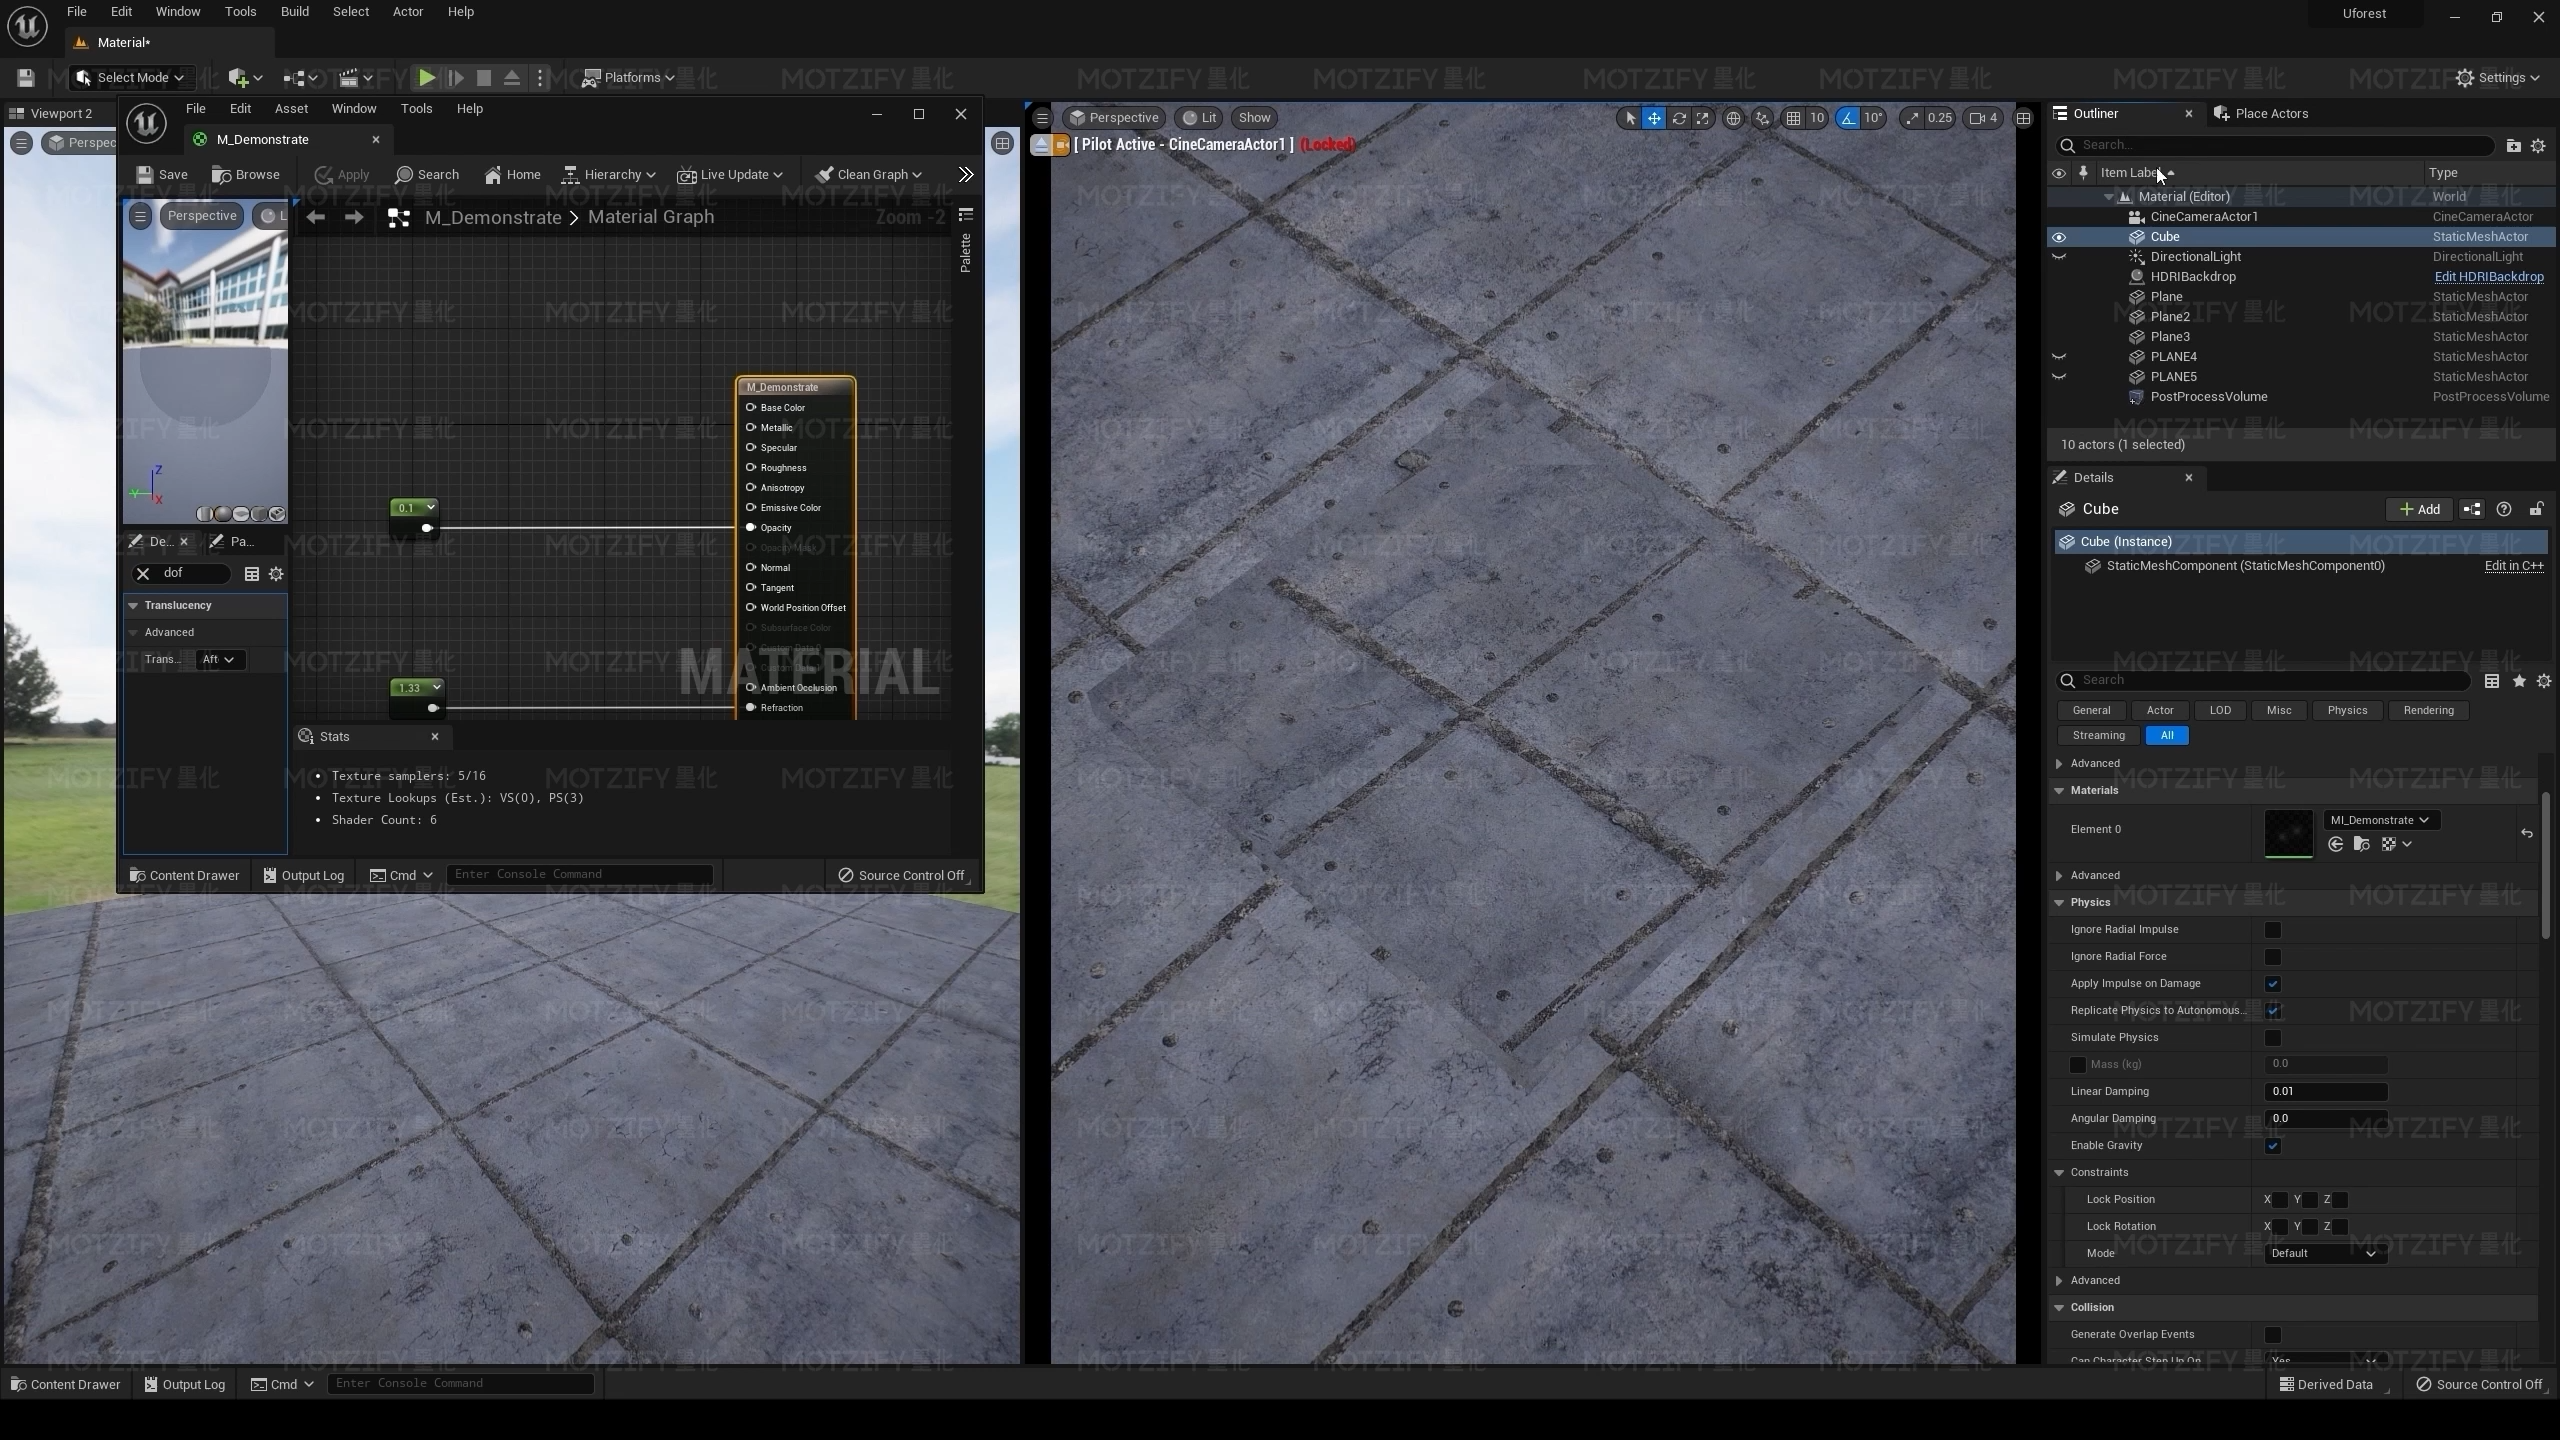 File Edit Window Tools Build Select Actor Help
Uforest
Material*
Select Mode
Platforms
Settings
Viewport 2
File Edit Asset Window Tools Help
M_Demonstrate
Save Browse Apply Search Home Hierarchy Live Update Clean Graph
Perspective L
M_Demonstrate > Material Graph
Zoom -2
Palette
M_Demonstrate
Base Color
Metallic
Specular
Roughness
Anisotropy
Emissive Color
0.1
Opacity
Opacity Mask
Normal
Tangent
World Position Offset
Subsurface Color
MATERIAL
Ambient Occlusion
1.33
Refraction
Z
Y
X
De... Pa...
dof
Translucency
Advanced
Trans... Aft
Stats
Texture samplers: 5/16
Texture Lookups (Est.): VS(0), PS(3)
Shader Count: 6
Content Drawer Output Log Cmd Enter Console Command Source Control Off
Perspective Lit Show
10 10° 0.25 4
[ Pilot Active - CineCameraActor1 ] (Locked)
Outliner Place Actors
Search...
Item Label Type
Material (Editor) World
CineCameraActor1 CineCameraActor
Cube StaticMeshActor
DirectionalLight DirectionalLight
HDRIBackdrop Edit HDRIBackdrop
Plane StaticMeshActor
Plane2 StaticMeshActor
Plane3 StaticMeshActor
PLANE4 StaticMeshActor
PLANE5 StaticMeshActor
PostProcessVolume PostProcessVolume
10 actors (1 selected)
Details
Cube
Add
Cube (Instance)
StaticMeshComponent (StaticMeshComponent0) Edit in C++
Search
General Actor LOD Misc Physics Rendering
Streaming All
Advanced
Materials
Element 0 MI_Demonstrate
Advanced
Physics
Ignore Radial Impulse
Ignore Radial Force
Apply Impulse on Damage
Replicate Physics to Autonomous...
Simulate Physics
Mass (kg) 0.0
Linear Damping 0.01
Angular Damping 0.0
Enable Gravity
Constraints
Lock Position X Y Z
Lock Rotation X Y Z
Mode Default
Advanced
Collision
Generate Overlap Events
Can Character Step Up On Yes
Content Drawer Output Log Cmd Enter Console Command
Derived Data Source Control Off
MOTZIFY 墨化